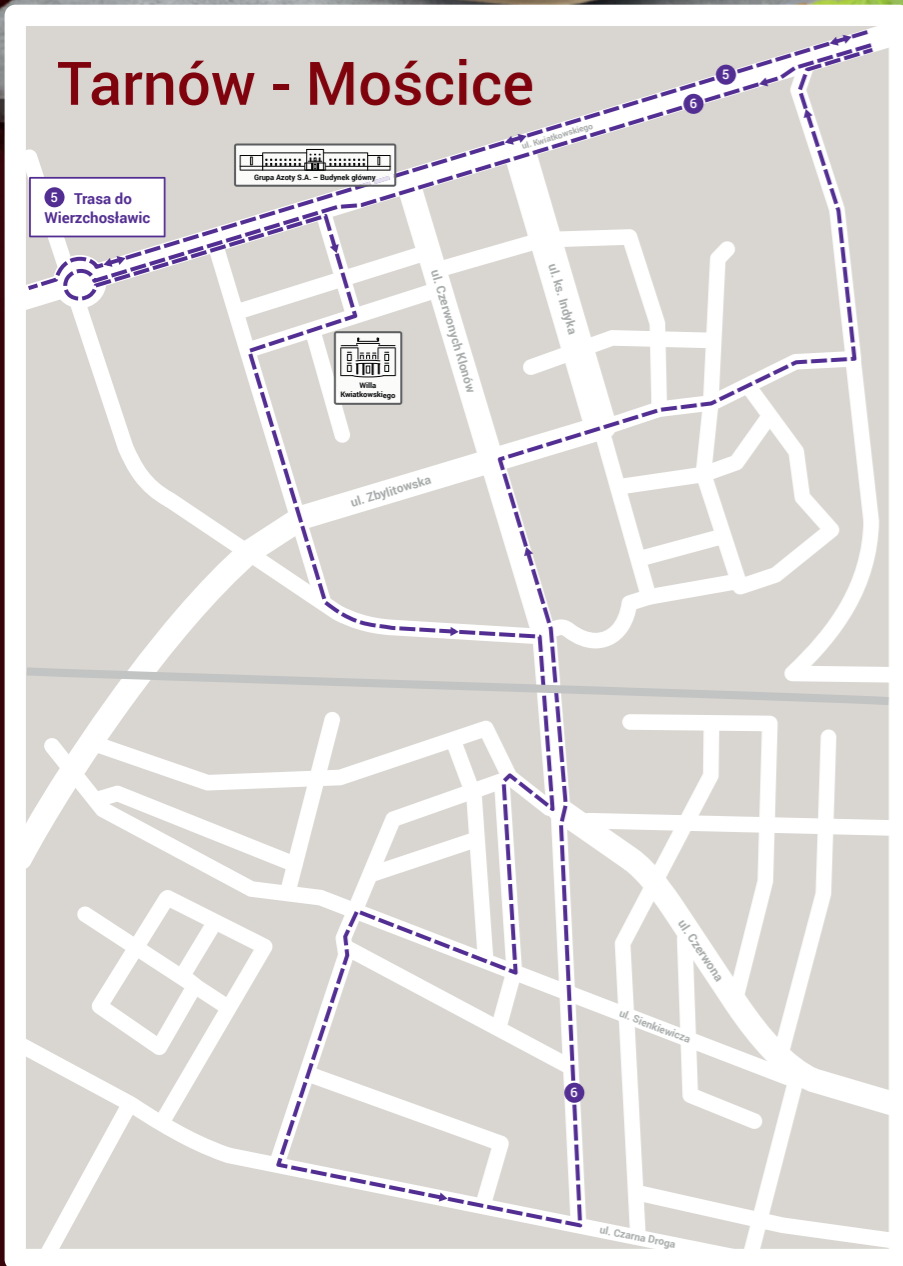 Tarnów - Mościce
5
6
ul. Kwiatkowskiego
Grupa Azoty S.A. – Budynek główny
5 Trasa do
Wierzchosławic
ul. Czerwonych Klonów
ul. ks. Indyka
Willa
Kwiatkowskiego
ul. Zbylitowska
ul. Czerwona
ul. Sienkiewicza
6
ul. Czarna Droga